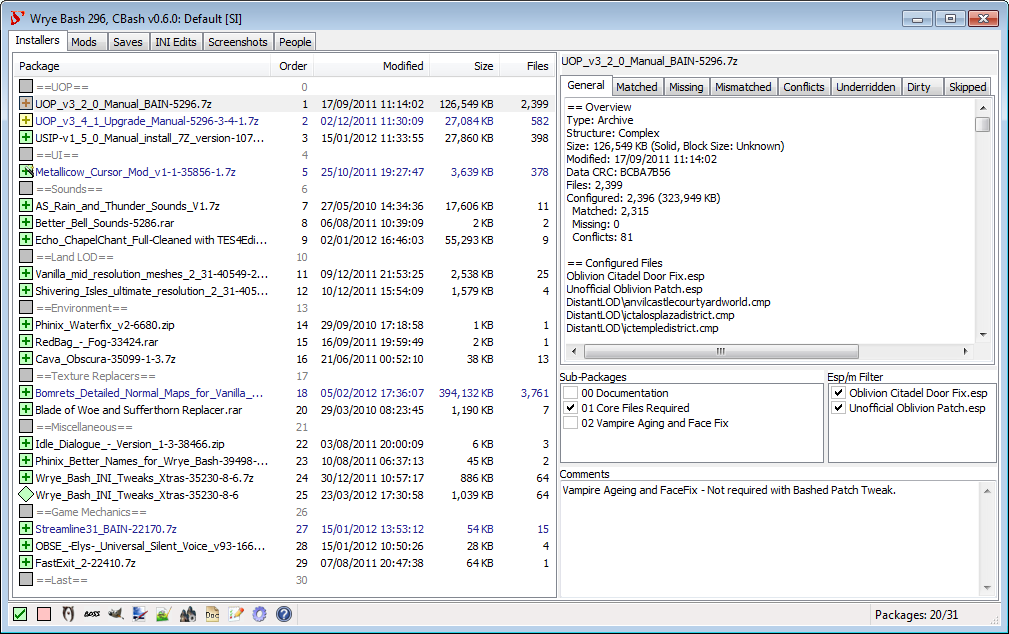 Wrye Bash 296, CBash v0.6.0: Default [SI]
Installers Mods Saves INI Edits Screenshots People
Package Order Modified Size Files
==UOP== 0
UOP_v3_2_0_Manual_BAIN-5296.7z 1 17/09/2011 11:14:02 126,549 KB 2,399
UOP_v3_4_1_Upgrade_Manual-5296-3-4-1.7z 2 02/12/2011 11:30:09 27,084 KB 582
USIP-v1_5_0_Manual_install_7Z_version-107... 3 15/01/2012 11:33:55 27,860 KB 398
==UI== 4
Metallicow_Cursor_Mod_v1-1-35856-1.7z 5 25/10/2011 19:27:47 3,639 KB 378
==Sounds== 6
AS_Rain_and_Thunder_Sounds_V1.7z 7 27/05/2010 14:34:36 17,606 KB 11
Better_Bell_Sounds-5286.rar 8 06/08/2011 10:39:09 2 KB 2
Echo_ChapelChant_Full-Cleaned with TES4Edi... 9 02/01/2012 16:46:03 55,293 KB 9
==Land LOD== 10
Vanilla_mid_resolution_meshes_2_31-40549-2... 11 09/12/2011 21:53:25 2,538 KB 25
Shivering_Isles_ultimate_resolution_2_31-405... 12 10/12/2011 15:54:09 1,579 KB 4
==Environment== 13
Phinix_Waterfix_v2-6680.zip 14 29/09/2010 17:18:58 1 KB 1
RedBag_-_Fog-33424.rar 15 16/09/2011 19:59:49 2 KB 1
Cava_Obscura-35099-1-3.7z 16 21/06/2011 00:52:10 38 KB 13
==Texture Replacers== 17
Bomrets_Detailed_Normal_Maps_for_Vanilla_... 18 05/02/2012 17:36:07 394,132 KB 3,761
Blade of Woe and Sufferthorn Replacer.rar 20 29/03/2010 08:23:45 1,190 KB 7
==Miscellaneous== 21
Idle_Dialogue_-_Version_1-3-38466.zip 22 03/08/2011 20:00:09 6 KB 3
Phinix_Better_Names_for_Wrye_Bash-39498-... 23 10/08/2011 06:37:13 45 KB 2
Wrye_Bash_INI_Tweaks_Xtras-35230-8-6.7z 24 30/12/2011 10:57:17 886 KB 64
Wrye_Bash_INI_Tweaks_Xtras-35230-8-6 25 23/03/2012 17:30:58 1,039 KB 64
==Game Mechanics== 26
Streamline31_BAIN-22170.7z 27 15/01/2012 13:53:12 54 KB 15
OBSE_-Elys-_Universal_Silent_Voice_v93-166... 28 15/01/2012 10:50:26 28 KB 4
FastExit_2-22410.7z 29 07/08/2011 20:47:38 64 KB 1
==Last== 30
UOP_v3_2_0_Manual_BAIN-5296.7z
General Matched Missing Mismatched Conflicts Underridden Dirty Skipped
== Overview
Type: Archive
Structure: Complex
Size: 126,549 KB (Solid, Block Size: Unknown)
Modified: 17/09/2011 11:14:02
Data CRC: BCBA7B56
Files: 2,399
Configured: 2,396 (323,949 KB)
Matched: 2,315
Missing: 0
Conflicts: 81
== Configured Files
Oblivion Citadel Door Fix.esp
Unofficial Oblivion Patch.esp
DistantLOD\anvilcastlecourtyardworld.cmp
DistantLOD\ictalosplazadistrict.cmp
DistantLOD\ictempledistrict.cmp
Sub-Packages
00 Documentation
01 Core Files Required
02 Vampire Aging and Face Fix
Esp/m Filter
Oblivion Citadel Door Fix.esp
Unofficial Oblivion Patch.esp
Comments
Vampire Ageing and FaceFix - Not required with Bashed Patch Tweak.
BOSS
Doc
Packages: 20/31